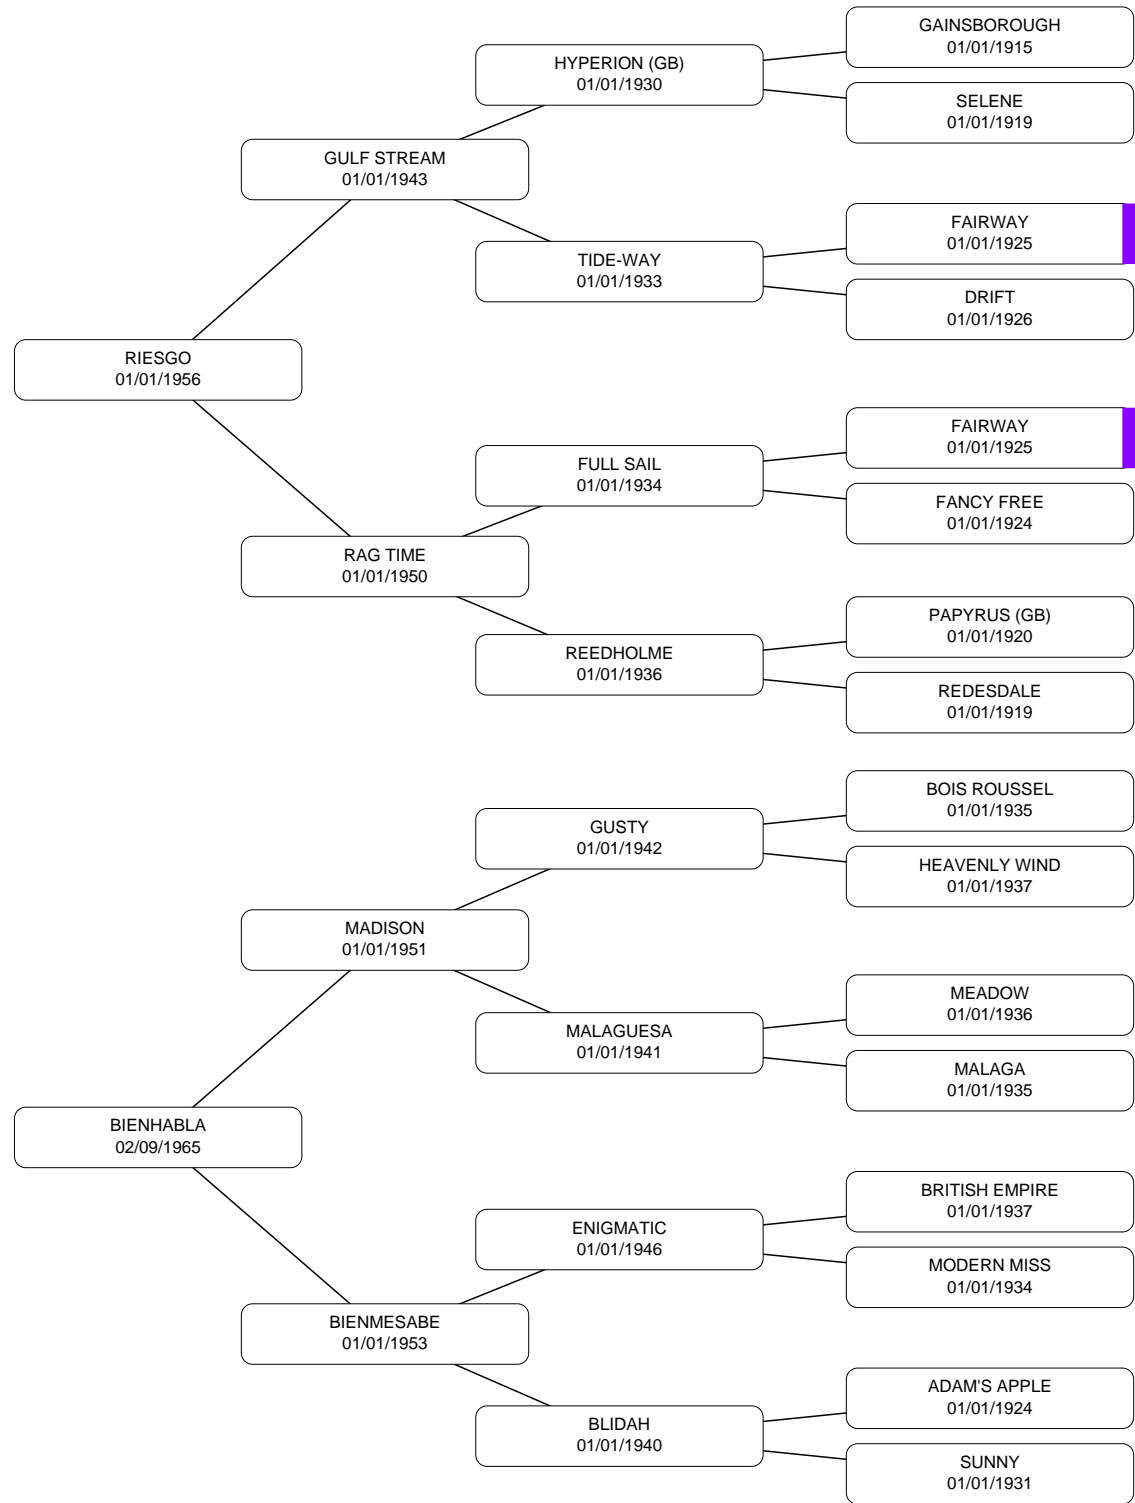 GAINSBOROUGH
01/01/1915
HYPERION (GB)
01/01/1930
SELENE
01/01/1919
GULF STREAM
01/01/1943
FAIRWAY
01/01/1925
TIDE-WAY
01/01/1933
DRIFT
01/01/1926
RIESGO
01/01/1956
FAIRWAY
01/01/1925
FULL SAIL
01/01/1934
FANCY FREE
01/01/1924
RAG TIME
01/01/1950
PAPYRUS (GB)
01/01/1920
REEDHOLME
01/01/1936
REDESDALE
01/01/1919
BOIS ROUSSEL
01/01/1935
GUSTY
01/01/1942
HEAVENLY WIND
01/01/1937
MADISON
01/01/1951
MEADOW
01/01/1936
MALAGUESA
01/01/1941
MALAGA
01/01/1935
BIENHABLA
02/09/1965
BRITISH EMPIRE
01/01/1937
ENIGMATIC
01/01/1946
MODERN MISS
01/01/1934
BIENMESABE
01/01/1953
ADAM'S APPLE
01/01/1924
BLIDAH
01/01/1940
SUNNY
01/01/1931